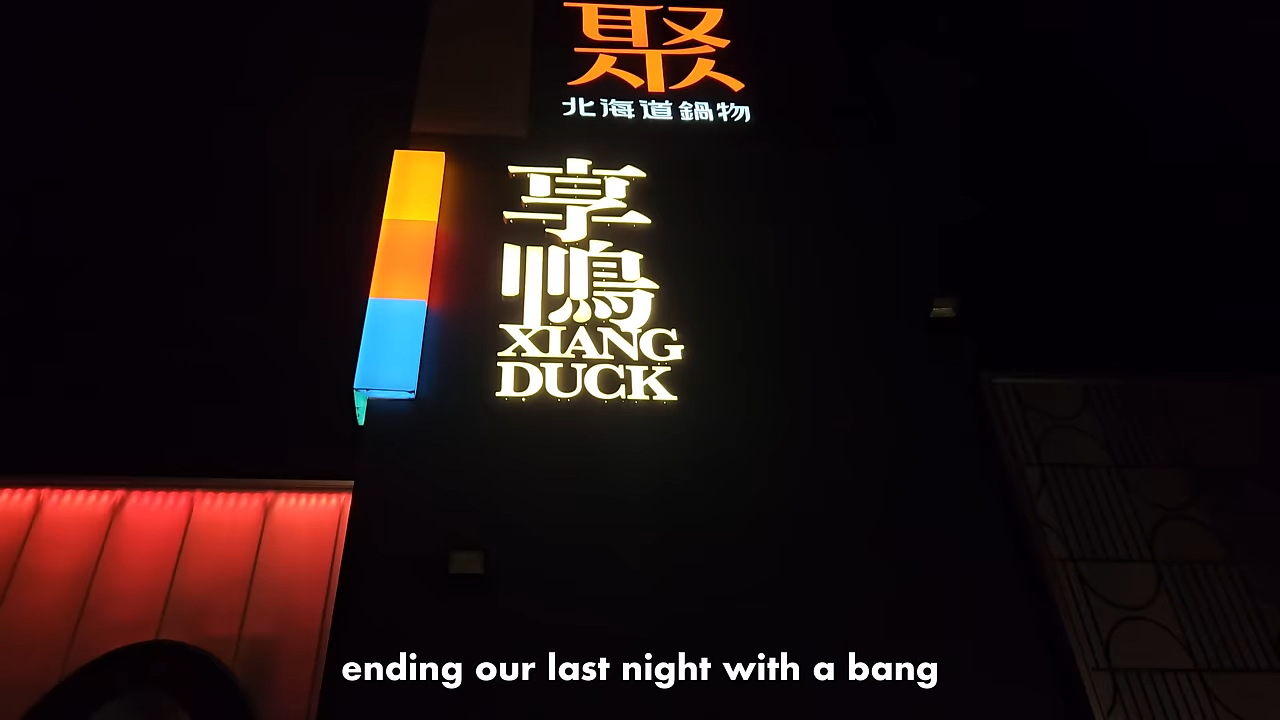 聚
北海道鍋物
享
鴨
XIANG
DUCK
ending our last night with a bang